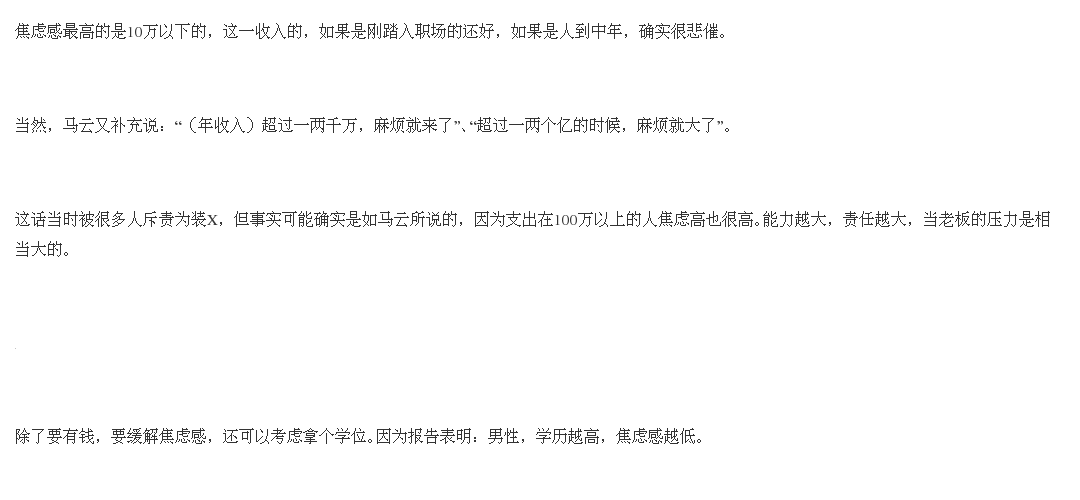 焦虑感最高的是10万以下的，这一收入的，如果是刚踏入职场的还好，如果是人到中年，确实很悲催。
当然，马云又补充说：“（年收入）超过一两千万，麻烦就来了”、“超过一两个亿的时候，麻烦就大了”。
这话当时被很多人斥责为装X，但事实可能确实是如马云所说的，因为支出在100万以上的人焦虑高也很高。能力越大，责任越大，当老板的压力是相
当大的。
除了要有钱，要缓解焦虑感，还可以考虑拿个学位。因为报告表明：男性，学历越高，焦虑感越低。